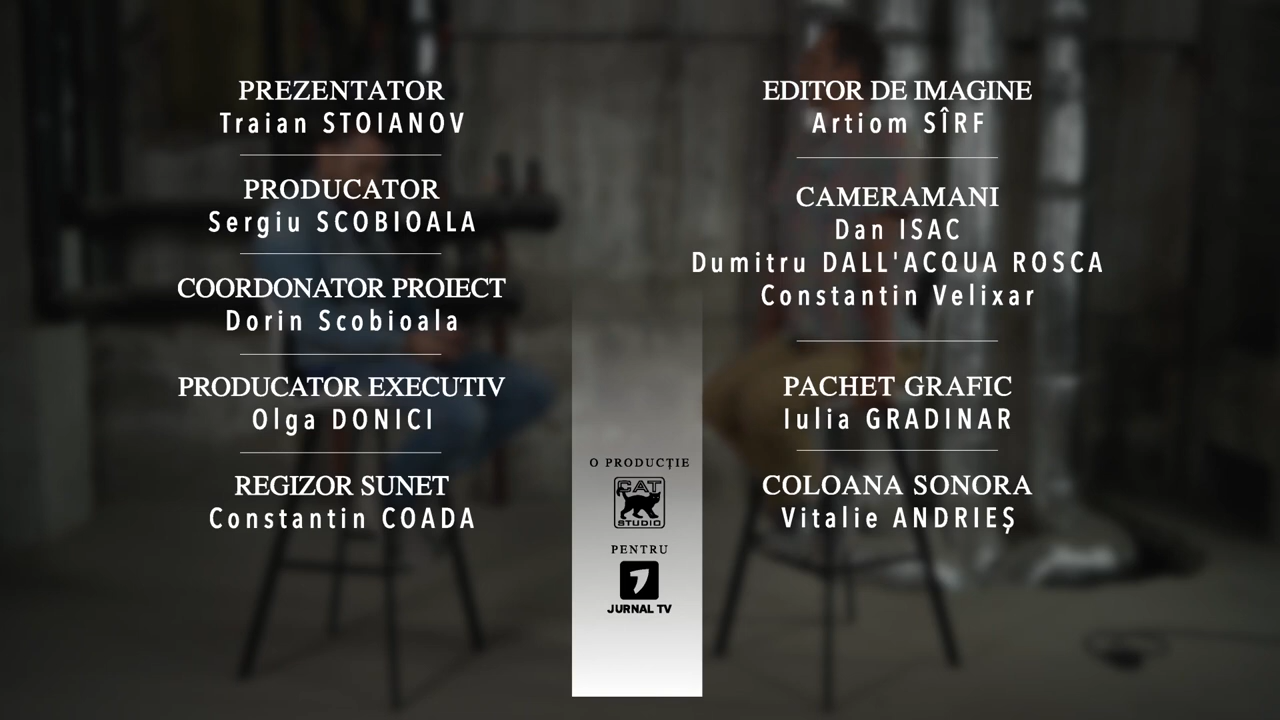 PREZENTATOR
Traian STOIANOV
PRODUCATOR
Sergiu SCOBIOALA
COORDONATOR PROIECT
Dorin Scobioala
PRODUCATOR EXECUTIV
Olga DONICI
REGIZOR SUNET
Constantin COADA
EDITOR DE IMAGINE
Artiom SÎRF
CAMERAMANI
Dan ISAC
Dumitru DALL'ACQUA ROSCA
Constantin Velixar
PACHET GRAFIC
Iulia GRADINAR
COLOANA SONORA
Vitalie ANDRIEȘ
O PRODUCȚIE
CAT
STUDIO
PENTRU
JURNAL TV